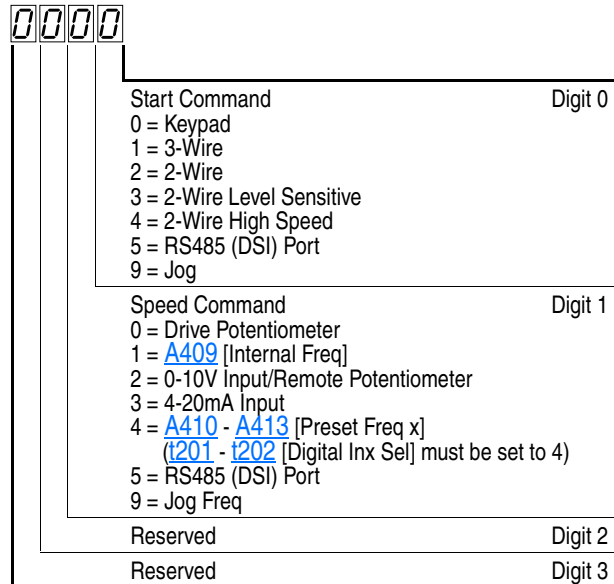 0000
Start Command Digit 0
0 = Keypad
1 = 3-Wire
2 = 2-Wire
3 = 2-Wire Level Sensitive
4 = 2-Wire High Speed
5 = RS485 (DSI) Port
9 = Jog
Speed Command Digit 1
0 = Drive Potentiometer
1 = A409 [Internal Freq]
2 = 0-10V Input/Remote Potentiometer
3 = 4-20mA Input
4 = A410 - A413 [Preset Freq x]
(t201 - t202 [Digital Inx Sel] must be set to 4)
5 = RS485 (DSI) Port
9 = Jog Freq
Reserved Digit 2
Reserved Digit 3